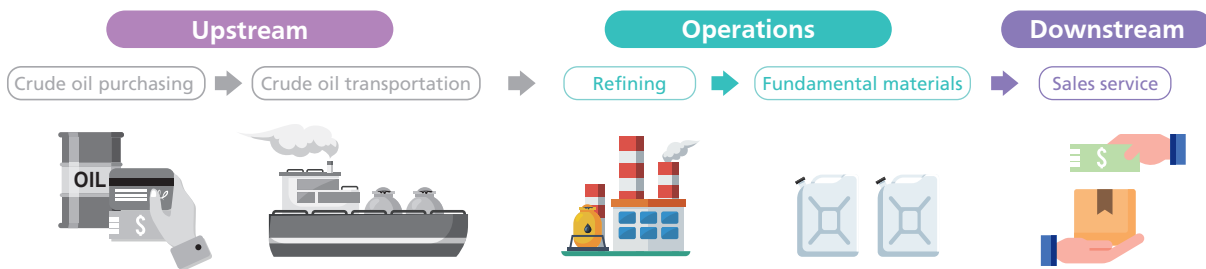 Upstream
Operations
Downstream
Crude oil purchasing
Crude oil transportation
Refining
Fundamental materials
Sales service
OIL
$
$